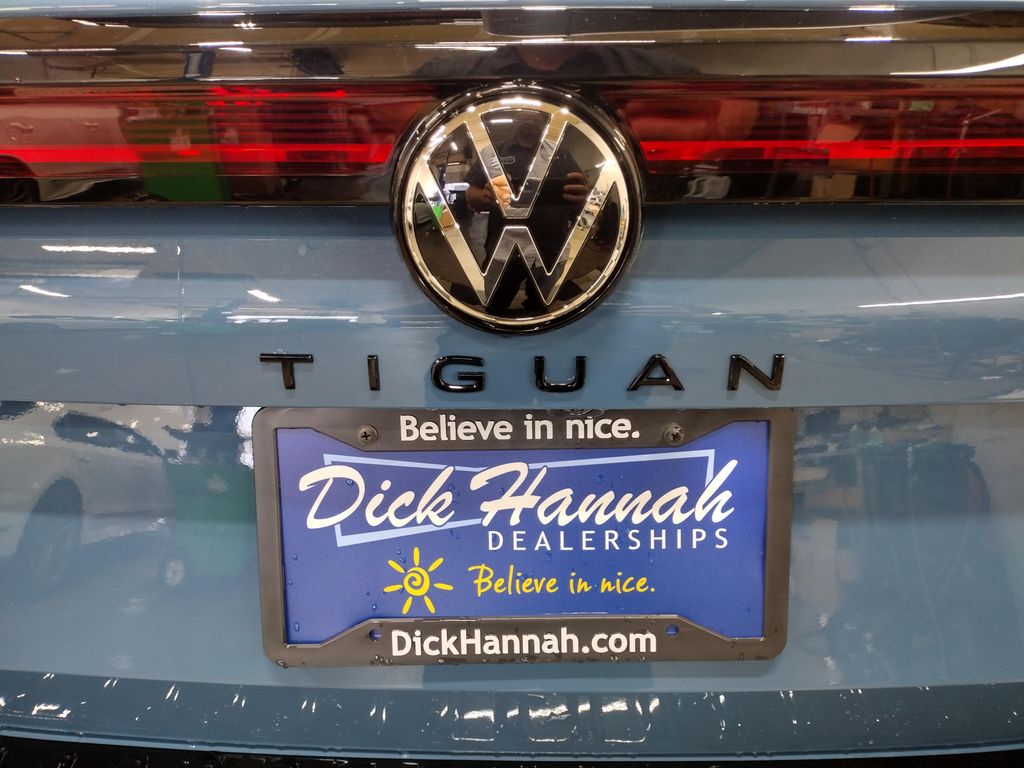 TIGUAN
Believe in nice.
Dick Hannah
DEALERSHIPS
Believe in nice.
DickHannah.com